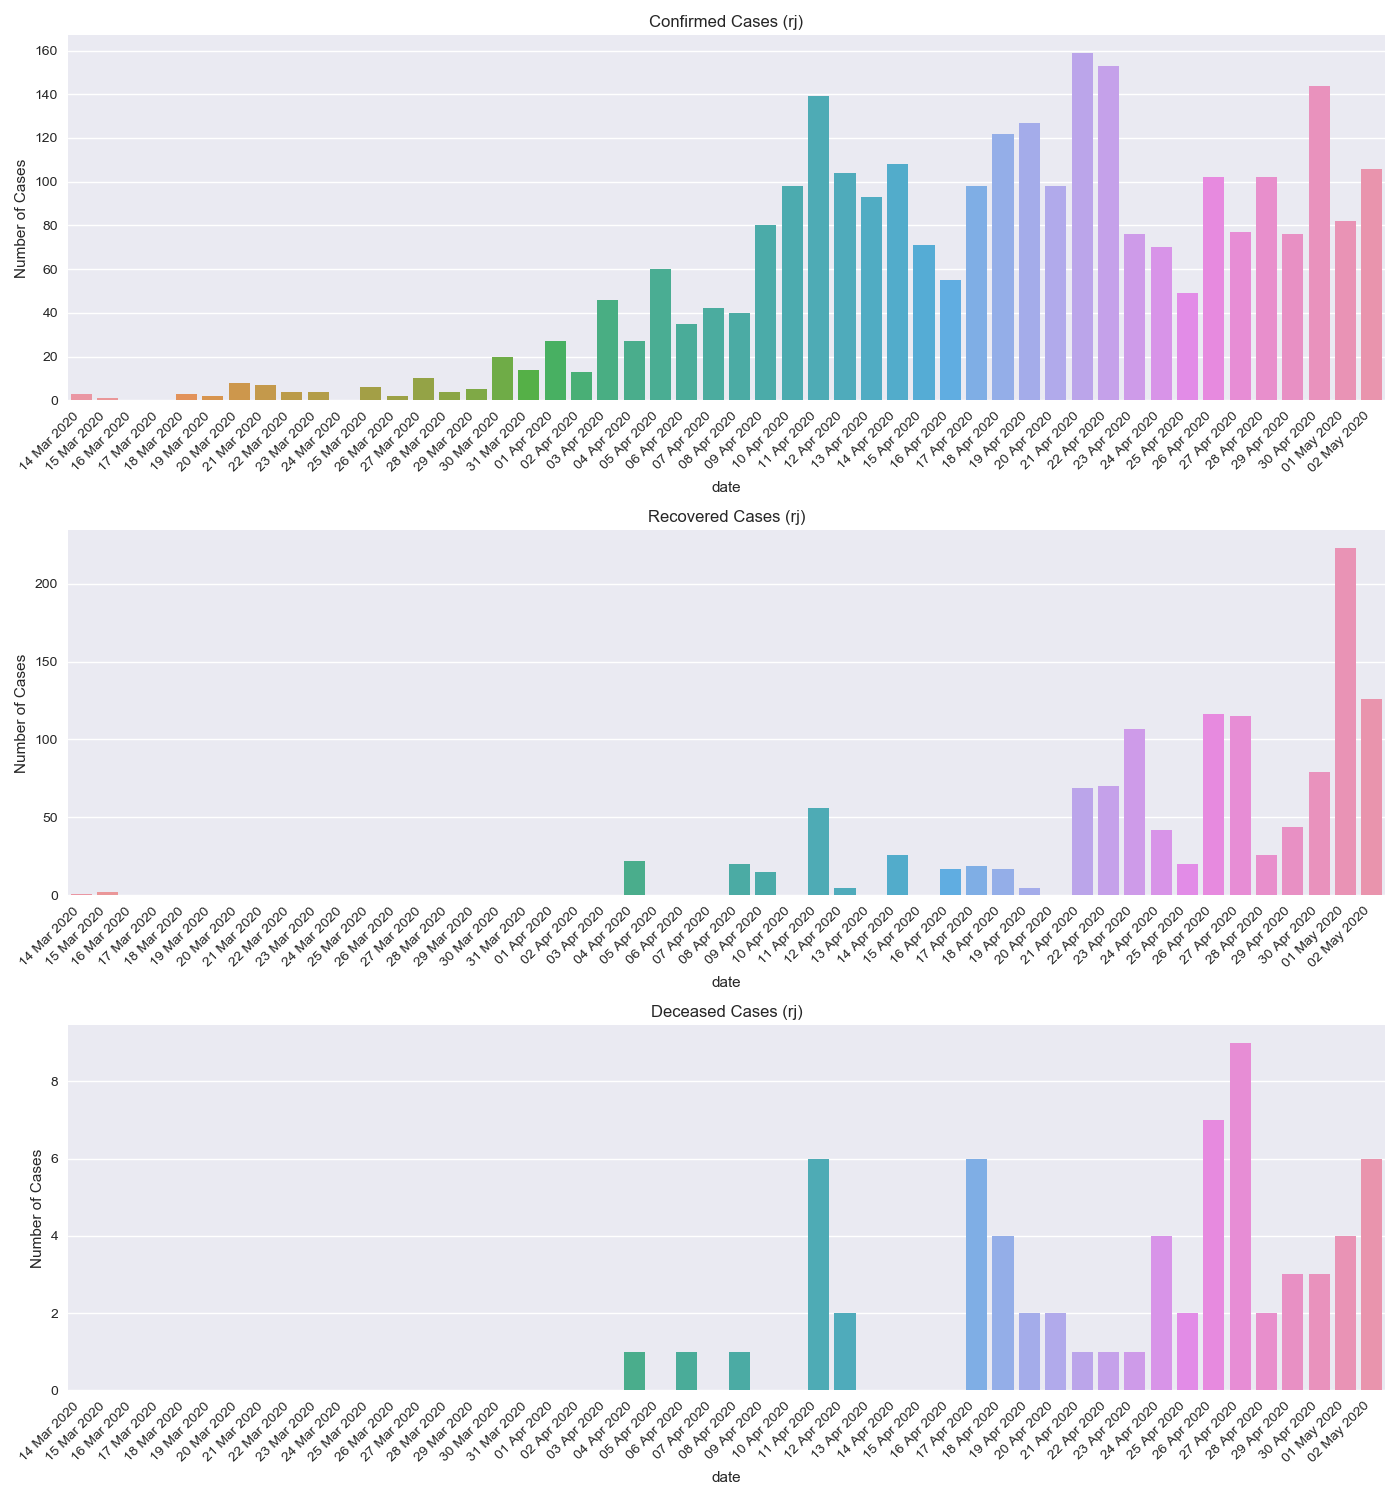 Confirmed Cases (rj)
160
140
120
100
80
60
40
20
0
Number of Cases
14 Mar 2020
15 Mar 2020
16 Mar 2020
17 Mar 2020
18 Mar 2020
19 Mar 2020
20 Mar 2020
21 Mar 2020
22 Mar 2020
23 Mar 2020
24 Mar 2020
25 Mar 2020
26 Mar 2020
27 Mar 2020
28 Mar 2020
29 Mar 2020
30 Mar 2020
31 Mar 2020
01 Apr 2020
02 Apr 2020
03 Apr 2020
04 Apr 2020
05 Apr 2020
06 Apr 2020
07 Apr 2020
08 Apr 2020
09 Apr 2020
10 Apr 2020
11 Apr 2020
12 Apr 2020
13 Apr 2020
14 Apr 2020
15 Apr 2020
16 Apr 2020
17 Apr 2020
18 Apr 2020
19 Apr 2020
20 Apr 2020
21 Apr 2020
22 Apr 2020
23 Apr 2020
24 Apr 2020
25 Apr 2020
26 Apr 2020
27 Apr 2020
28 Apr 2020
29 Apr 2020
30 Apr 2020
01 May 2020
02 May 2020
date
Recovered Cases (rj)
200
150
100
50
0
Number of Cases
14 Mar 2020
15 Mar 2020
16 Mar 2020
17 Mar 2020
18 Mar 2020
19 Mar 2020
20 Mar 2020
21 Mar 2020
22 Mar 2020
23 Mar 2020
24 Mar 2020
25 Mar 2020
26 Mar 2020
27 Mar 2020
28 Mar 2020
29 Mar 2020
30 Mar 2020
31 Mar 2020
01 Apr 2020
02 Apr 2020
03 Apr 2020
04 Apr 2020
05 Apr 2020
06 Apr 2020
07 Apr 2020
08 Apr 2020
09 Apr 2020
10 Apr 2020
11 Apr 2020
12 Apr 2020
13 Apr 2020
14 Apr 2020
15 Apr 2020
16 Apr 2020
17 Apr 2020
18 Apr 2020
19 Apr 2020
20 Apr 2020
21 Apr 2020
22 Apr 2020
23 Apr 2020
24 Apr 2020
25 Apr 2020
26 Apr 2020
27 Apr 2020
28 Apr 2020
29 Apr 2020
30 Apr 2020
01 May 2020
02 May 2020
date
Deceased Cases (rj)
8
6
4
2
0
Number of Cases
14 Mar 2020
15 Mar 2020
16 Mar 2020
17 Mar 2020
18 Mar 2020
19 Mar 2020
20 Mar 2020
21 Mar 2020
22 Mar 2020
23 Mar 2020
24 Mar 2020
25 Mar 2020
26 Mar 2020
27 Mar 2020
28 Mar 2020
29 Mar 2020
30 Mar 2020
31 Mar 2020
01 Apr 2020
02 Apr 2020
03 Apr 2020
04 Apr 2020
05 Apr 2020
06 Apr 2020
07 Apr 2020
08 Apr 2020
09 Apr 2020
10 Apr 2020
11 Apr 2020
12 Apr 2020
13 Apr 2020
14 Apr 2020
15 Apr 2020
16 Apr 2020
17 Apr 2020
18 Apr 2020
19 Apr 2020
20 Apr 2020
21 Apr 2020
22 Apr 2020
23 Apr 2020
24 Apr 2020
25 Apr 2020
26 Apr 2020
27 Apr 2020
28 Apr 2020
29 Apr 2020
30 Apr 2020
01 May 2020
02 May 2020
date